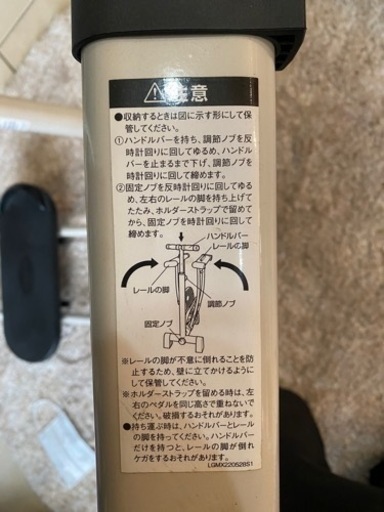 注意
●収納するときは図に示す形にして保
管してください。
①ハンドルバーを持ち、調節ノブを反
時計回りに回してゆるめ、ハンドル
バーを止まるまで下げ、調節ノブを
時計回りに回して締めます。
②固定ノブを反時計回りに回してゆる
め、左右のレールの脚を持ち上げて
たたみ、ホルダーストラップで留めて
から、固定ノブを時計回りに回して
締めます。
ハンドルバー
レールの脚
レールの脚
調節ノブ
固定ノブ
※レールの脚が不意に倒れることを防
止するため、壁に立てかけるように
して保管してください。
※ホルダーストラップを留める時は、左
右のペダルを同じ高さで重ねないで
ください。破損するおそれがあります。
●持ち運ぶ時は、ハンドルバーとレール
の脚を持ってください。ハンドルバー
だけを持つと、レールの脚が倒れ
ケガをするおそれがあります。
LGMX220528S1